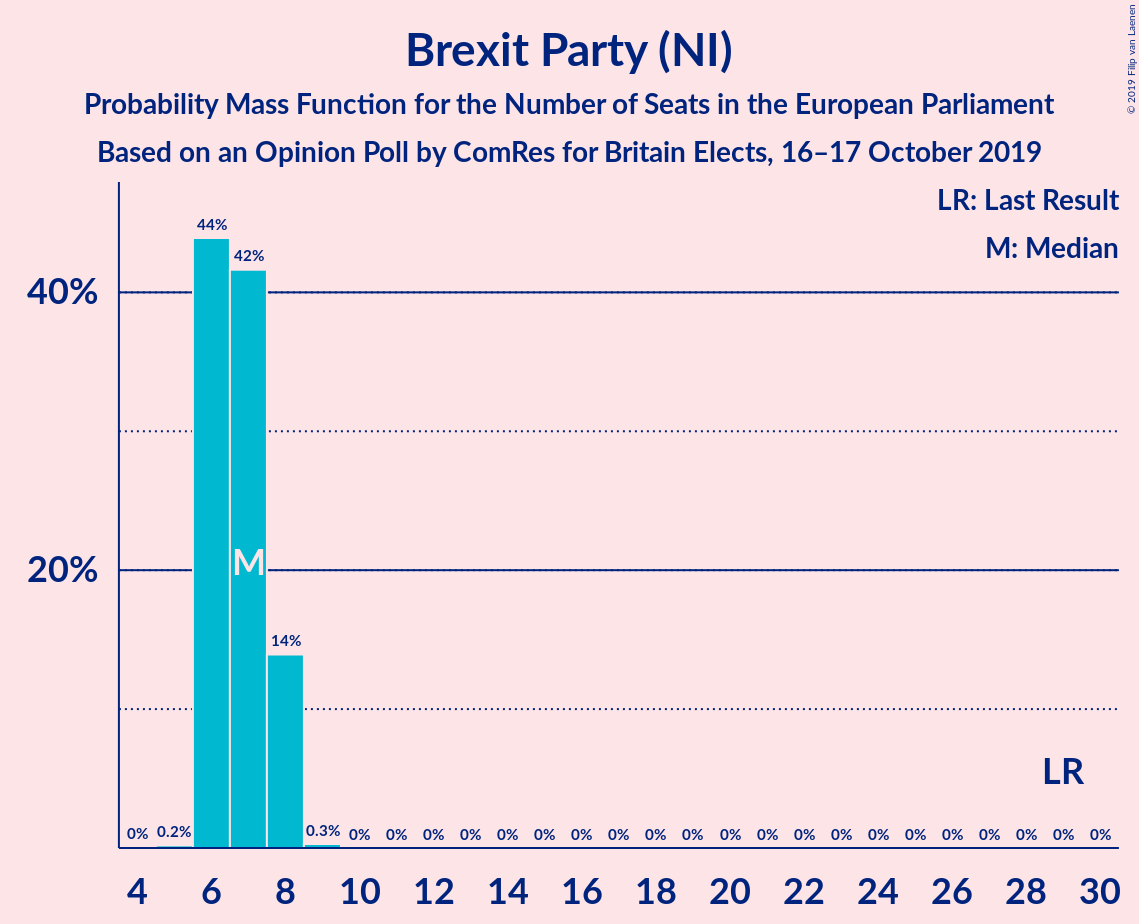 Brexit Party (NI)
Probability Mass Function for the Number of Seats in the European Parliament
Based on an Opinion Poll by ComRes for Britain Elects, 16–17 October 2019
© 2019 Filip van Laenen
LR: Last Result
M: Median
44%
42%
40%
20%
M
14%
LR
0% 0.2% 0.3% 0% 0% 0% 0% 0% 0% 0% 0% 0% 0% 0% 0% 0% 0% 0% 0% 0% 0% 0% 0% 0%
4 6 8 10 12 14 16 18 20 22 24 26 28 30